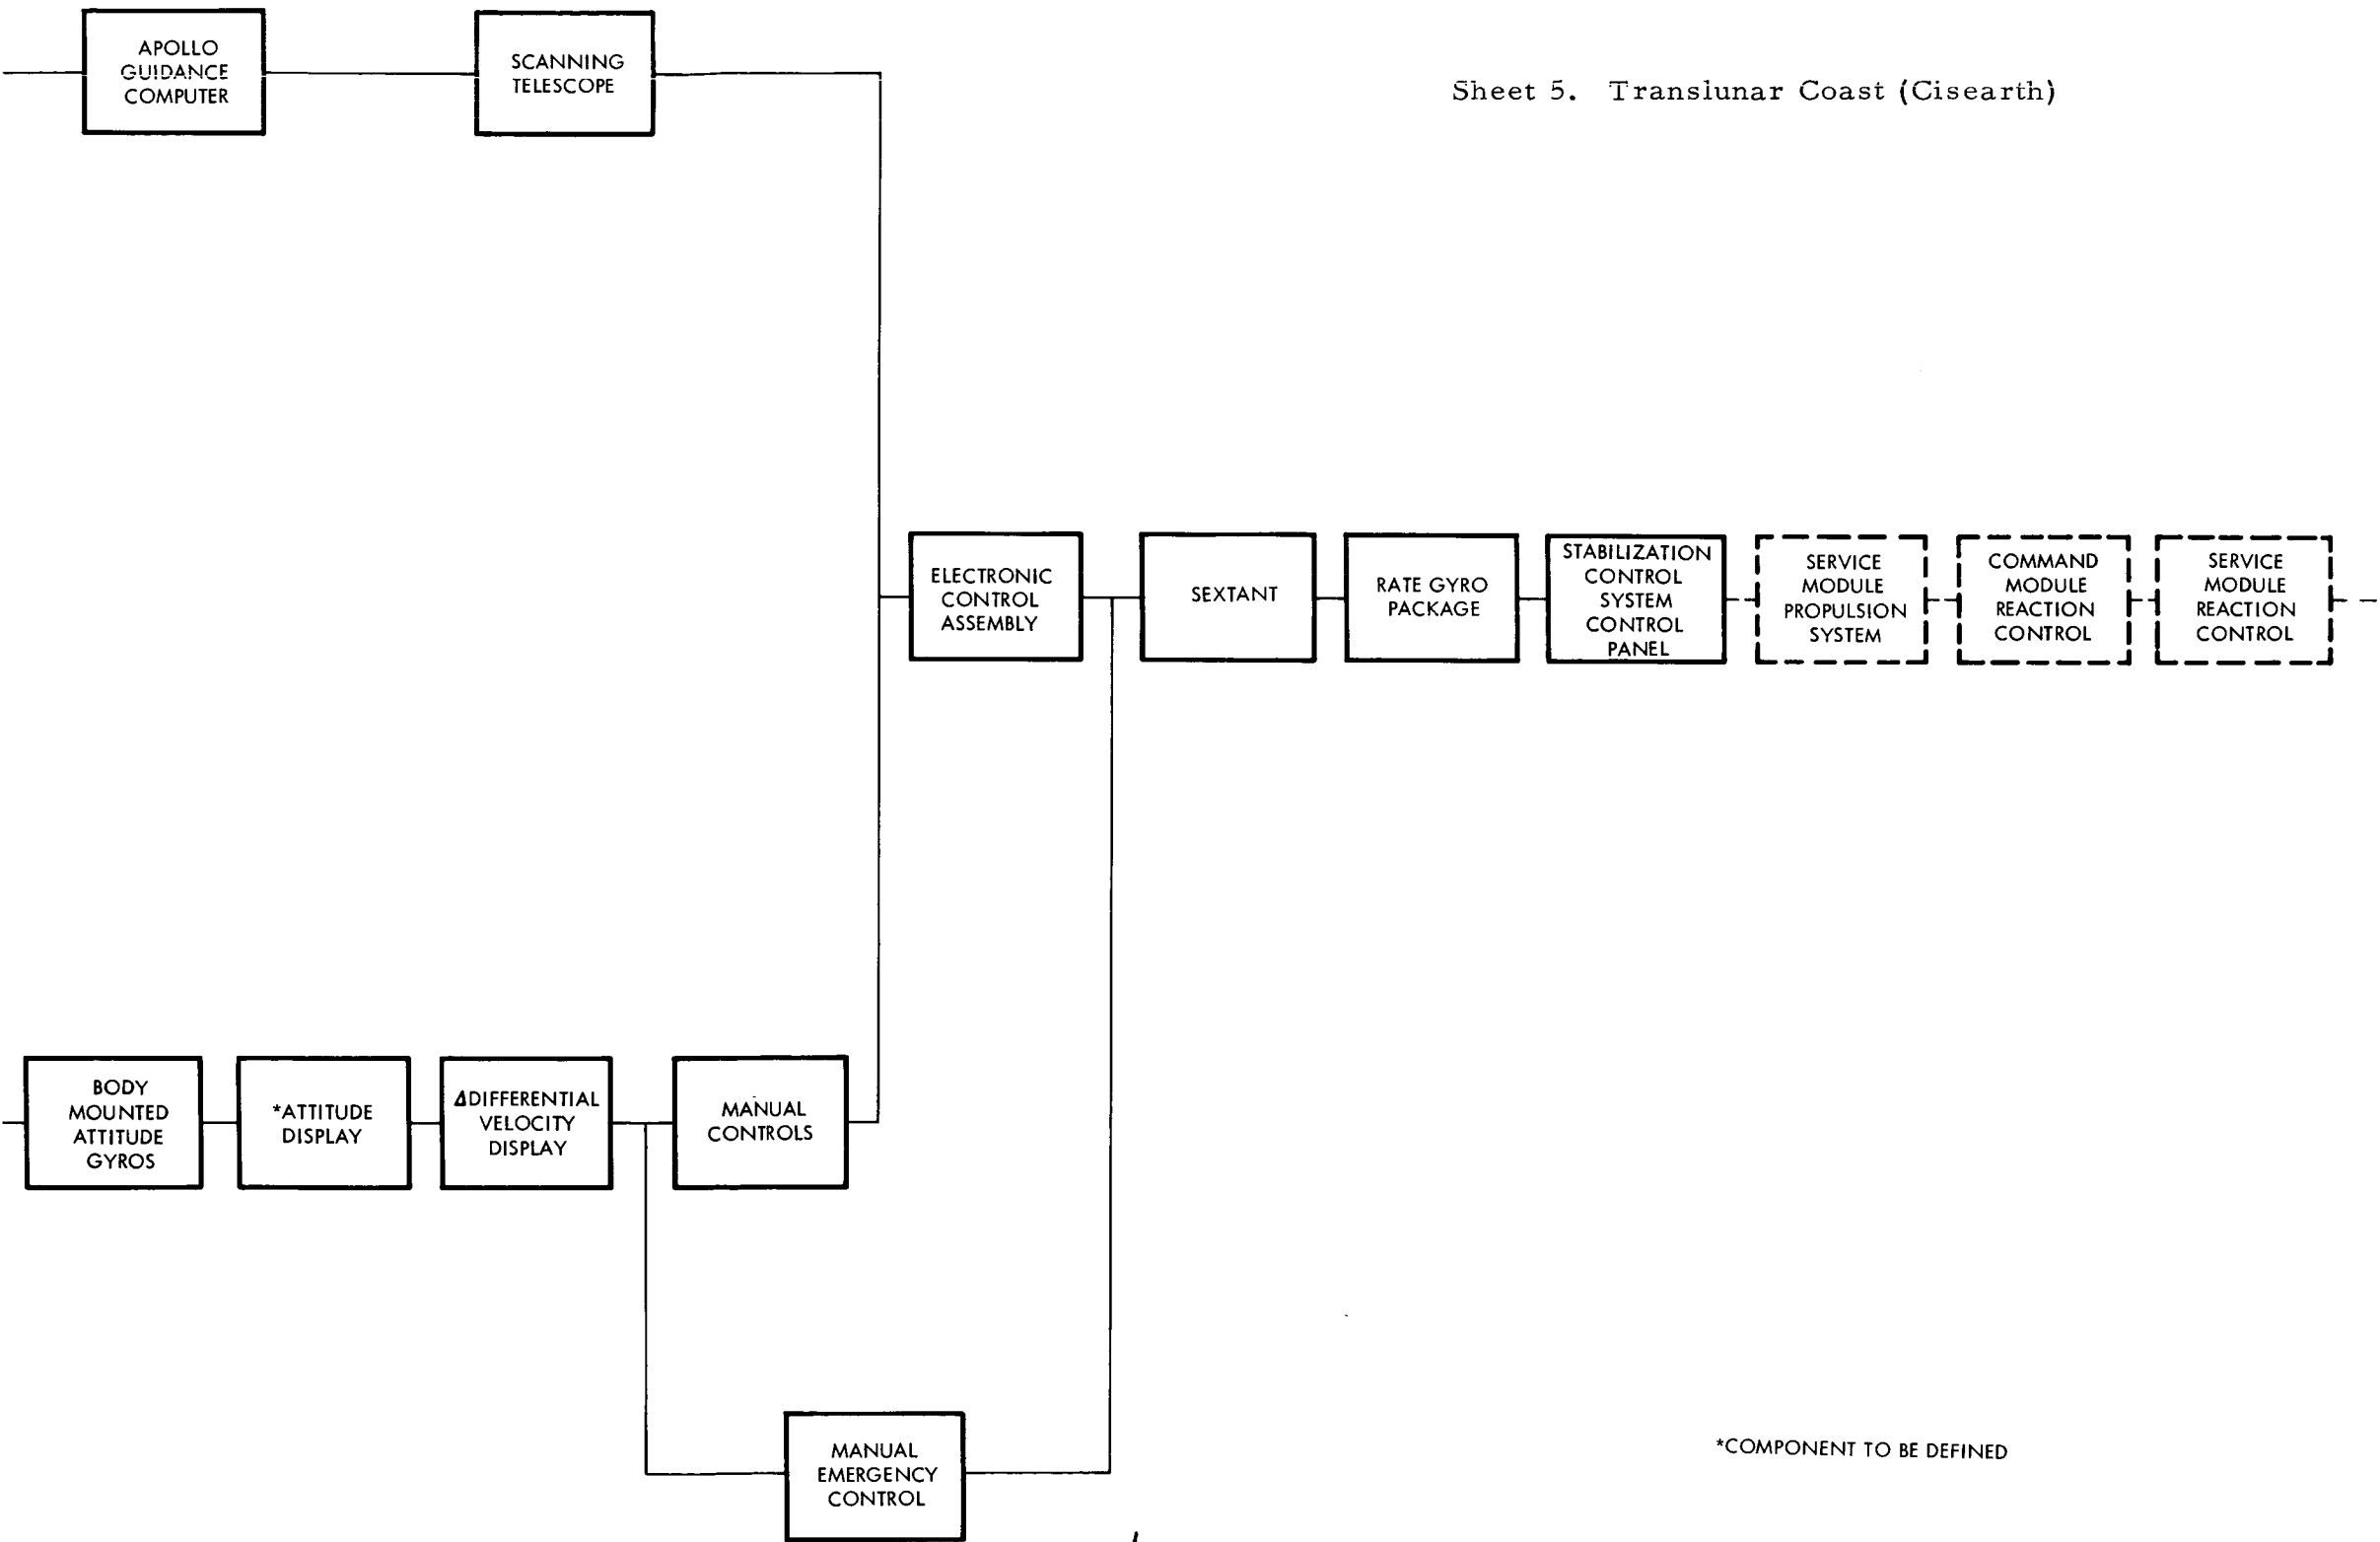 APOLLO
GUIDANCE
COMPUTER
SCANNING
TELESCOPE
Sheet 5. Translunar Coast (Cisearth)
ELECTRONIC
CONTROL
ASSEMBLY
SEXTANT
RATE GYRO
PACKAGE
STABILIZATION
CONTROL
SYSTEM
CONTROL
PANEL
SERVICE
MODULE
PROPULSION
SYSTEM
COMMAND
MODULE
REACTION
CONTROL
SERVICE
MODULE
REACTION
CONTROL
BODY
MOUNTED
ATTITUDE
GYROS
*ATTITUDE
DISPLAY
ΔDIFFERENTIAL
VELOCITY
DISPLAY
MANUAL
CONTROLS
MANUAL
EMERGENCY
CONTROL
*COMPONENT TO BE DEFINED